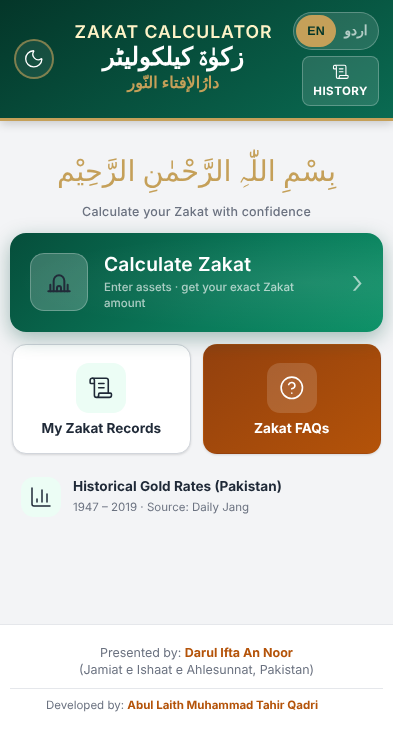 ZAKAT CALCULATOR
زکوٰۃ کیلکولیٹر
دارُالإفتاء النّور
EN
اردو
HISTORY
بِسْمِ اللّٰہِ الرَّحْمٰنِ الرَّحِیْمِ
Calculate your Zakat with confidence
Calculate Zakat
Enter assets · get your exact Zakat
amount
My Zakat Records
Zakat FAQs
Historical Gold Rates (Pakistan)
1947 – 2019 · Source: Daily Jang
Presented by: Darul Ifta An Noor
(Jamiat e Ishaat e Ahlesunnat, Pakistan)
Developed by: Abul Laith Muhammad Tahir Qadri